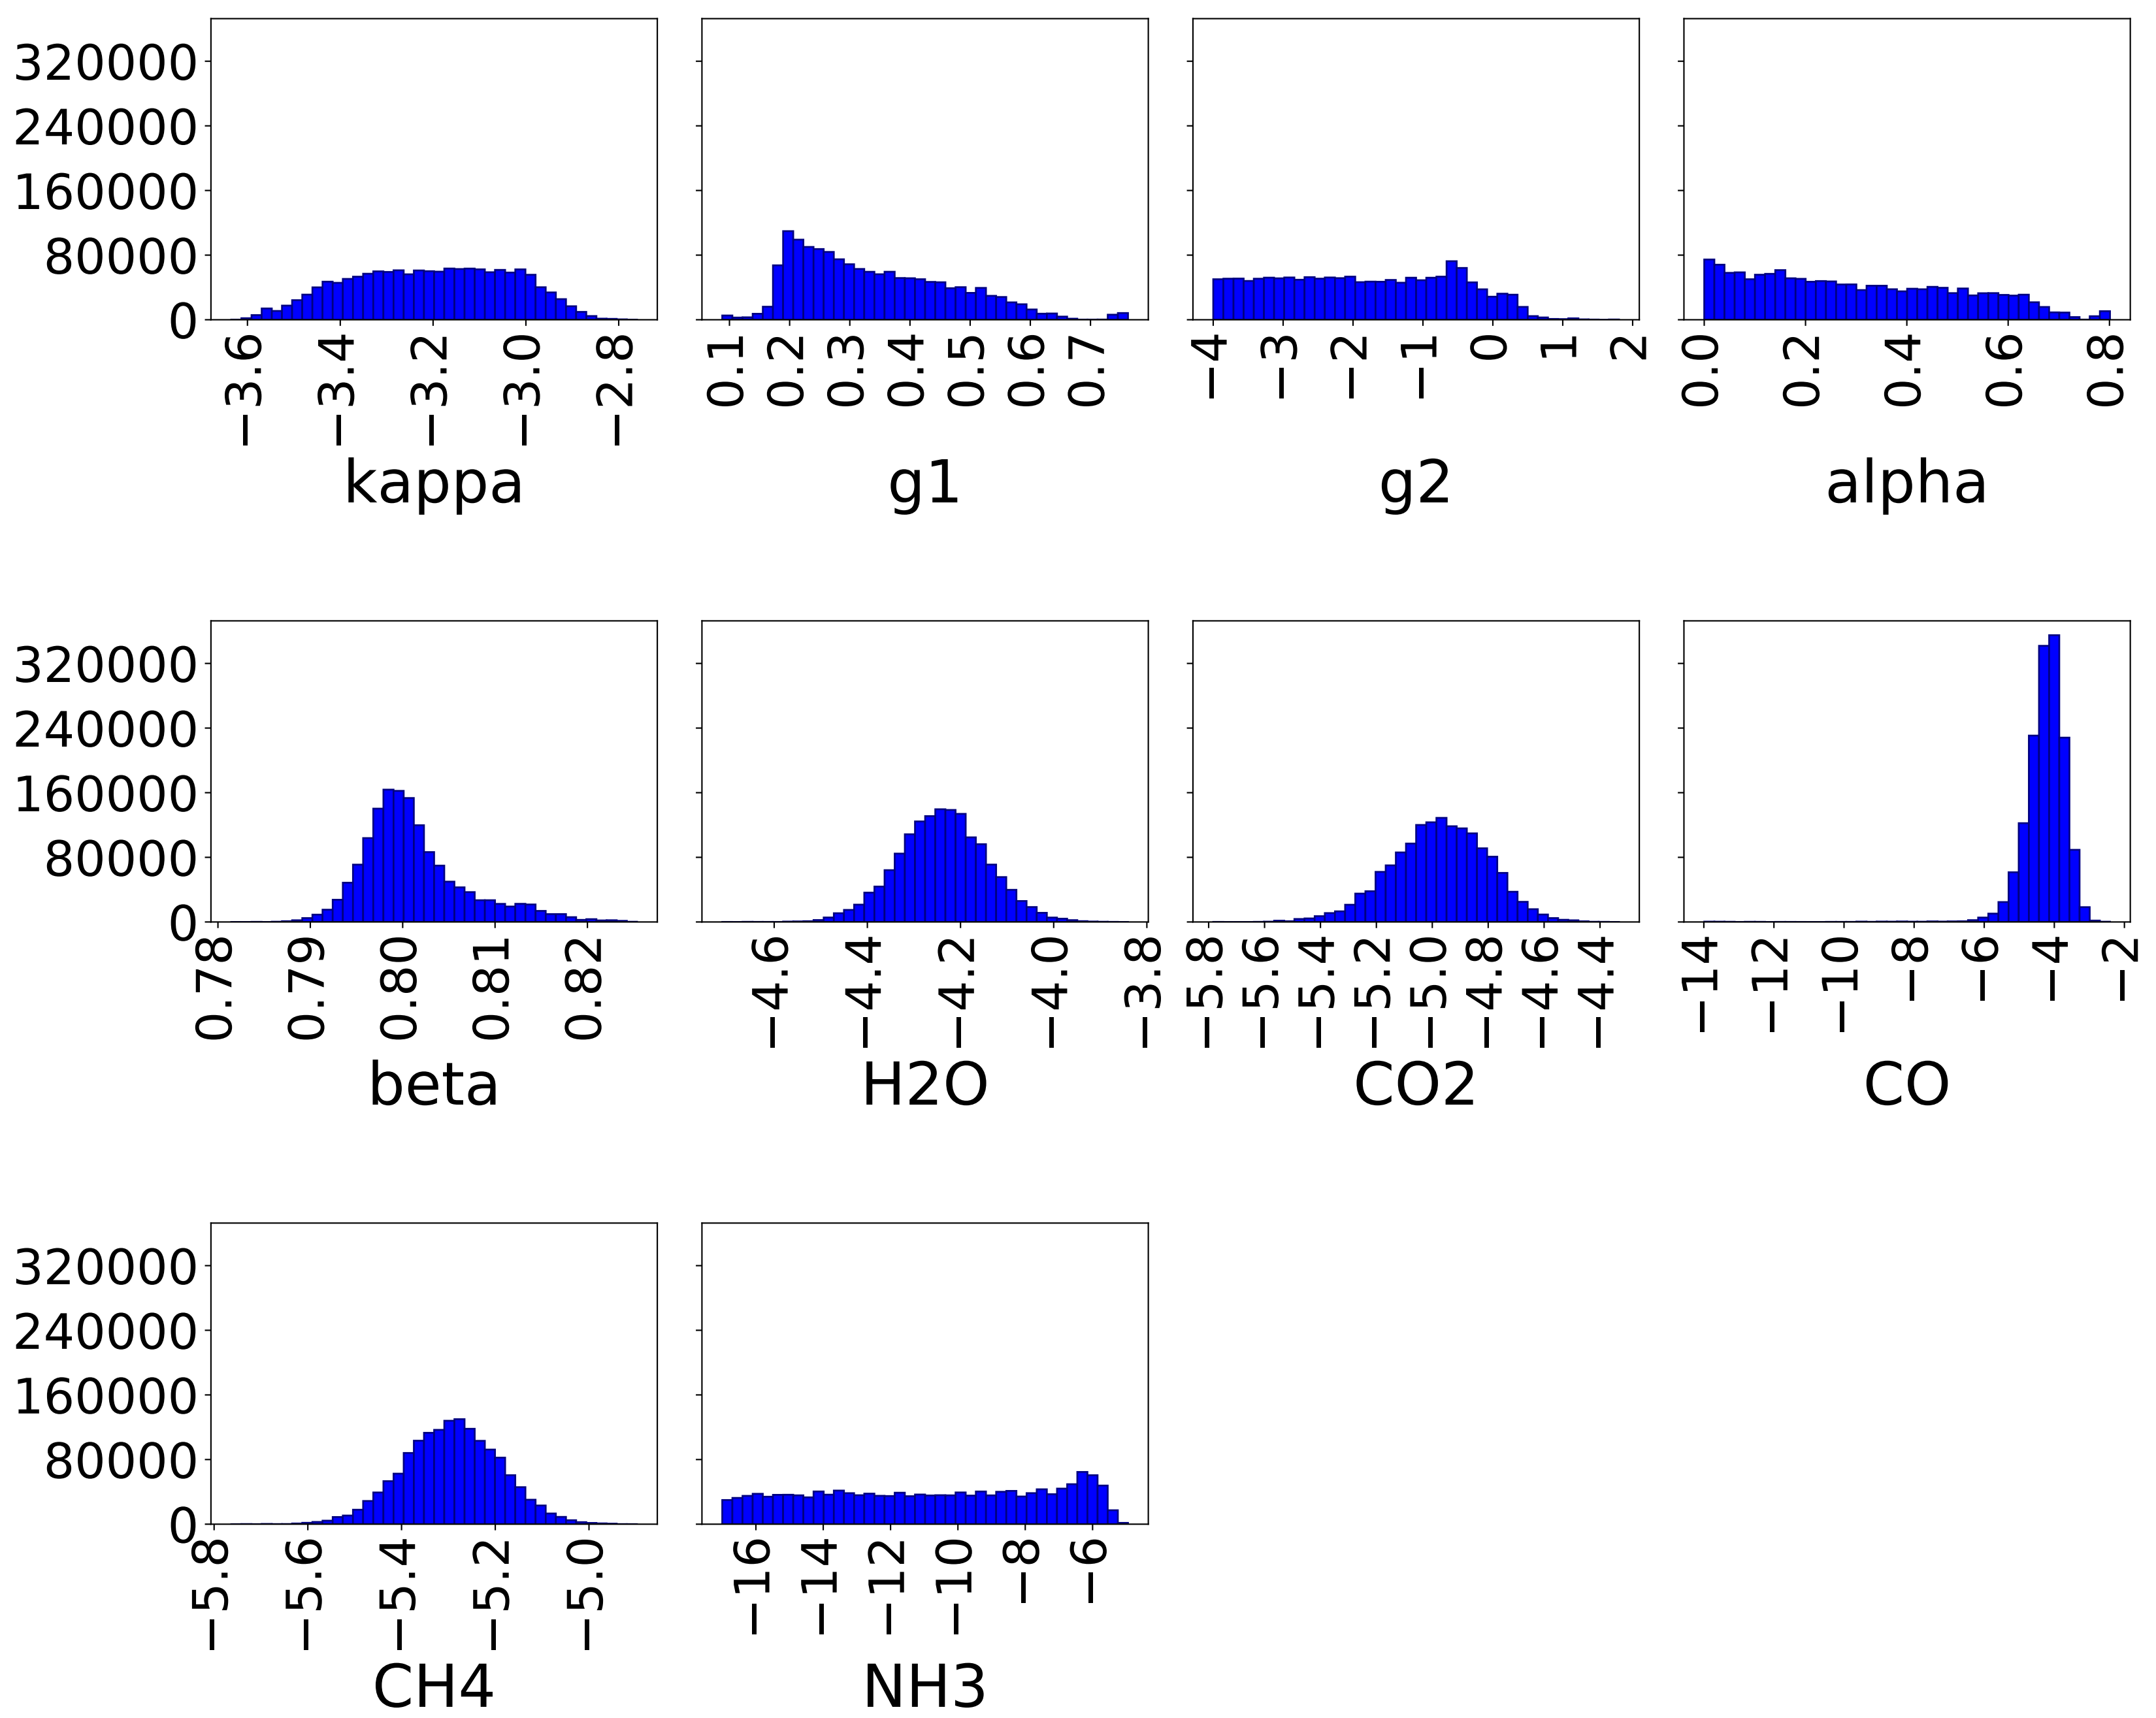 320000
240000
160000
80000
0
−3.6 −3.4 −3.2 −3.0 −2.8
kappa
0.1 0.2 0.3 0.4 0.5 0.6 0.7
g1
−4 −3 −2 −1 0 1 2
g2
0.0 0.2 0.4 0.6 0.8
alpha
320000
240000
160000
80000
0
0.78 0.79 0.80 0.81 0.82
beta
−4.6 −4.4 −4.2 −4.0 −3.8
H2O
−5.8 −5.6 −5.4 −5.2 −5.0 −4.8 −4.6 −4.4
CO2
−14 −12 −10 −8 −6 −4 −2
CO
320000
240000
160000
80000
0
−5.8 −5.6 −5.4 −5.2 −5.0
CH4
−16 −14 −12 −10 −8 −6
NH3